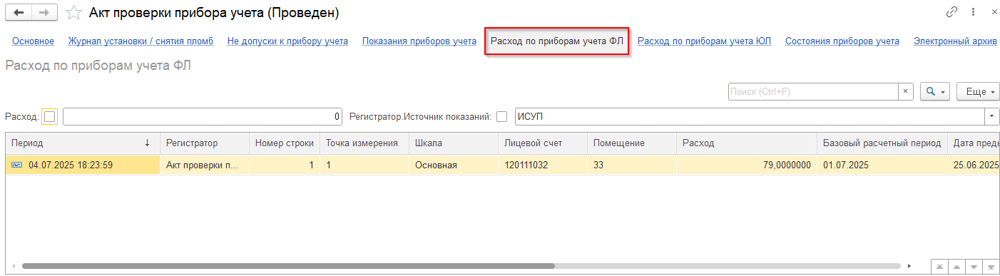 Акт проверки прибора учета (Проведен)
Основное Журнал установки / снятия пломб Не допуски к прибору учета Показания приборов учета Расход по приборам учета ФЛ Расход по приборам учета ЮЛ Состояния приборов учета Электронный архив
Расход по приборам учета ФЛ
Поиск (Ctrl+F) × Еще
Расход: 0 Регистратор.Источник показаний: ИСУП
Период ↓ Регистратор Номер строки Точка измерения Шкала Лицевой счет Помещение Расход Базовый расчетный период Дата преды
04.07.2025 18:23:59 Акт проверки п... 1 1 Основная 120111032 33 79,0000000 01.07.2025 25.06.2025